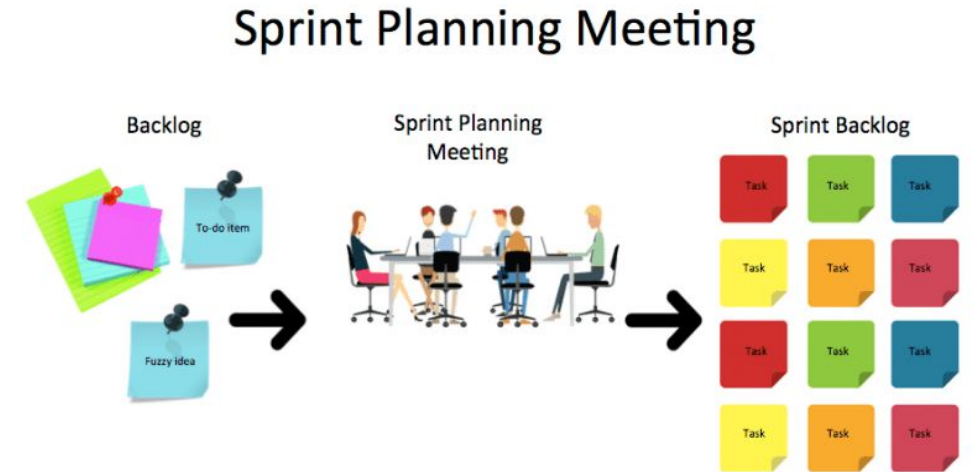 Sprint Planning Meeting
Backlog
Sprint Planning
Meeting
Sprint Backlog
To-do item
Fuzzy idea
Task Task Task
Task Task Task
Task Task Task
Task Task Task